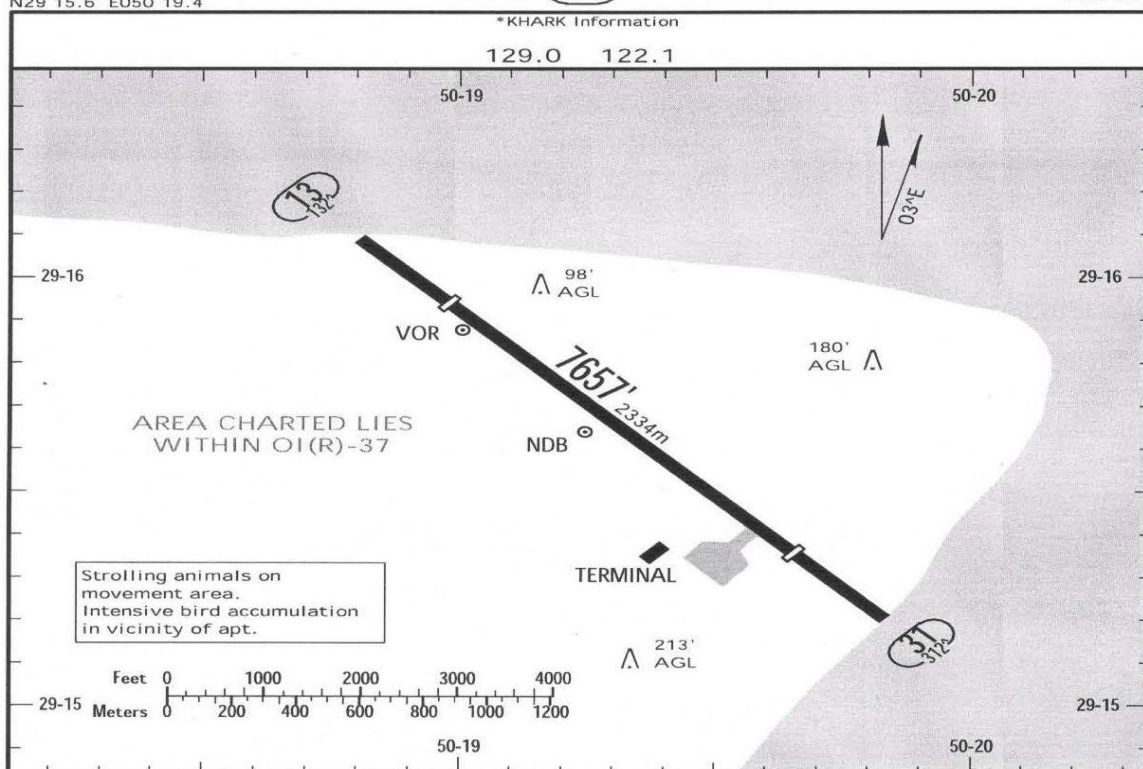 N29 15.6 E050 19.4
*KHARK Information
129.0 122.1
50-19
50-20
13
132^
03^E
29-16
29-16
98'
AGL
VOR
180'
AGL
7657'
2334m
AREA CHARTED LIES
WITHIN OI(R)-37
NDB
TERMINAL
Strolling animals on
movement area.
Intensive bird accumulation
in vicinity of apt.
31
312^
213'
AGL
Feet 0 1000 2000 3000 4000
Meters 0 200 400 600 800 1000 1200
29-15
29-15
50-19
50-20